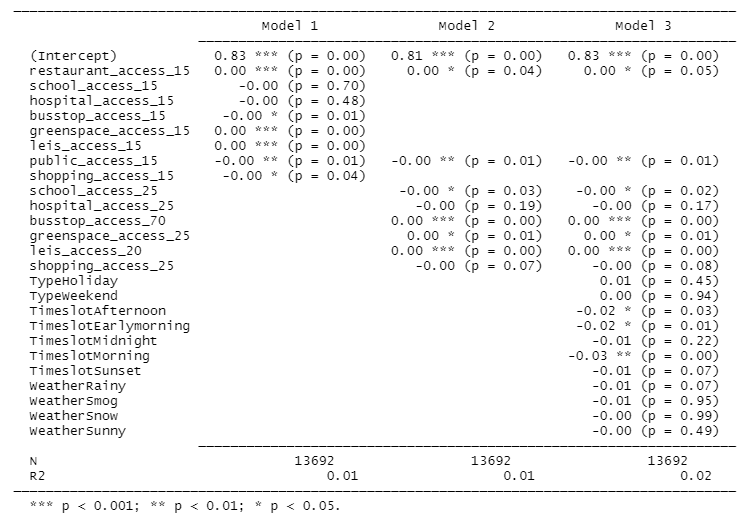 Model 1 Model 2 Model 3
(Intercept) 0.83 *** (p = 0.00) 0.81 *** (p = 0.00) 0.83 *** (p = 0.00)
restaurant_access_15 0.00 *** (p = 0.00) 0.00 * (p = 0.04) 0.00 * (p = 0.05)
school_access_15 -0.00 (p = 0.70)
hospital_access_15 -0.00 (p = 0.48)
busstop_access_15 -0.00 * (p = 0.01)
greenspace_access_15 0.00 *** (p = 0.00)
leis_access_15 0.00 *** (p = 0.00)
public_access_15 -0.00 ** (p = 0.01) -0.00 ** (p = 0.01) -0.00 ** (p = 0.01)
shopping_access_15 -0.00 * (p = 0.04)
school_access_25 -0.00 * (p = 0.03) -0.00 * (p = 0.02)
hospital_access_25 -0.00 (p = 0.19) -0.00 (p = 0.17)
busstop_access_70 0.00 *** (p = 0.00) 0.00 *** (p = 0.00)
greenspace_access_25 0.00 * (p = 0.01) 0.00 * (p = 0.01)
leis_access_20 0.00 *** (p = 0.00) 0.00 *** (p = 0.00)
shopping_access_25 -0.00 (p = 0.07) -0.00 (p = 0.08)
TypeHoliday 0.01 (p = 0.45)
TypeWeekend 0.00 (p = 0.94)
TimeslotAfternoon -0.02 * (p = 0.03)
TimeslotEarlymorning -0.02 * (p = 0.01)
TimeslotMidnight -0.01 (p = 0.22)
TimeslotMorning -0.03 ** (p = 0.00)
TimeslotSunset -0.01 (p = 0.07)
WeatherRainy -0.01 (p = 0.07)
WeatherSmog -0.01 (p = 0.95)
WeatherSnow -0.00 (p = 0.99)
WeatherSunny -0.00 (p = 0.49)
N 13692 13692 13692
R2 0.01 0.01 0.02
*** p < 0.001; ** p < 0.01; * p < 0.05.